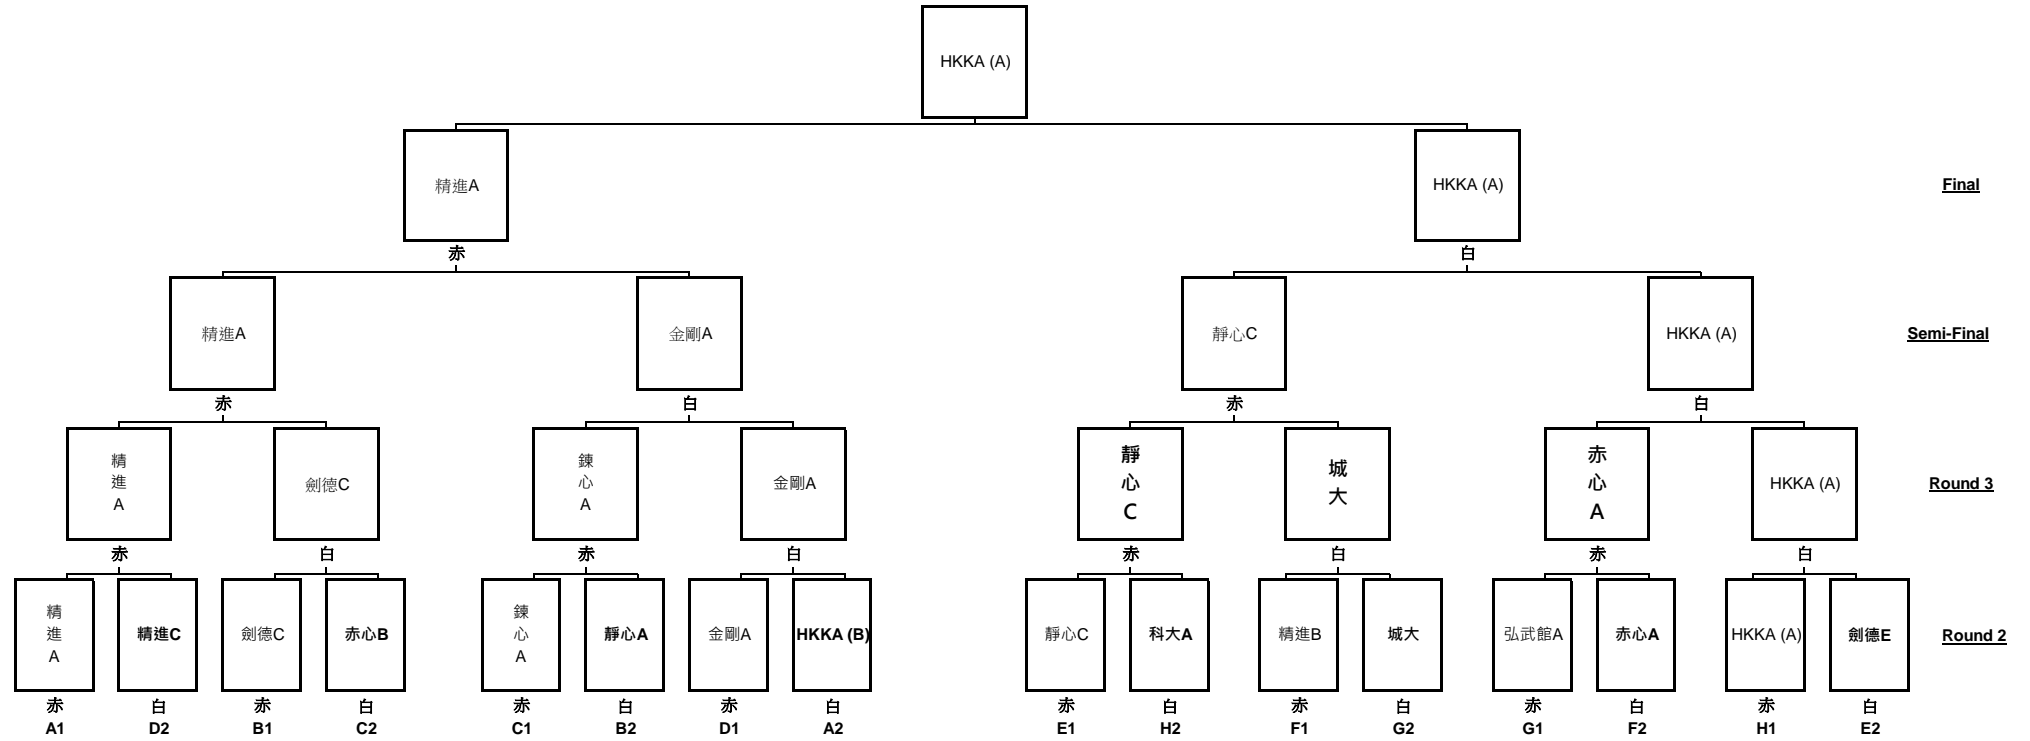 HKKA (A)
精進A
HKKA (A)
Final
赤
白
精進A
金剛A
靜心C
HKKA (A)
Semi-Final
赤
白
赤
白
精
進
A
劍德C
鍊
心
A
金剛A
靜
心
C
城
大
赤
心
A
HKKA (A)
Round 3
赤
白
赤
白
赤
白
赤
白
精
進
A
精進C
劍德C
赤心B
鍊
心
A
靜心A
金剛A
HKKA (B)
靜心C
科大A
精進B
城大
弘武館A
赤心A
HKKA (A)
劍德E
Round 2
赤
白
赤
白
赤
白
赤
白
赤
白
赤
白
赤
白
赤
白
A1
D2
B1
C2
C1
B2
D1
A2
E1
H2
F1
G2
G1
F2
H1
E2